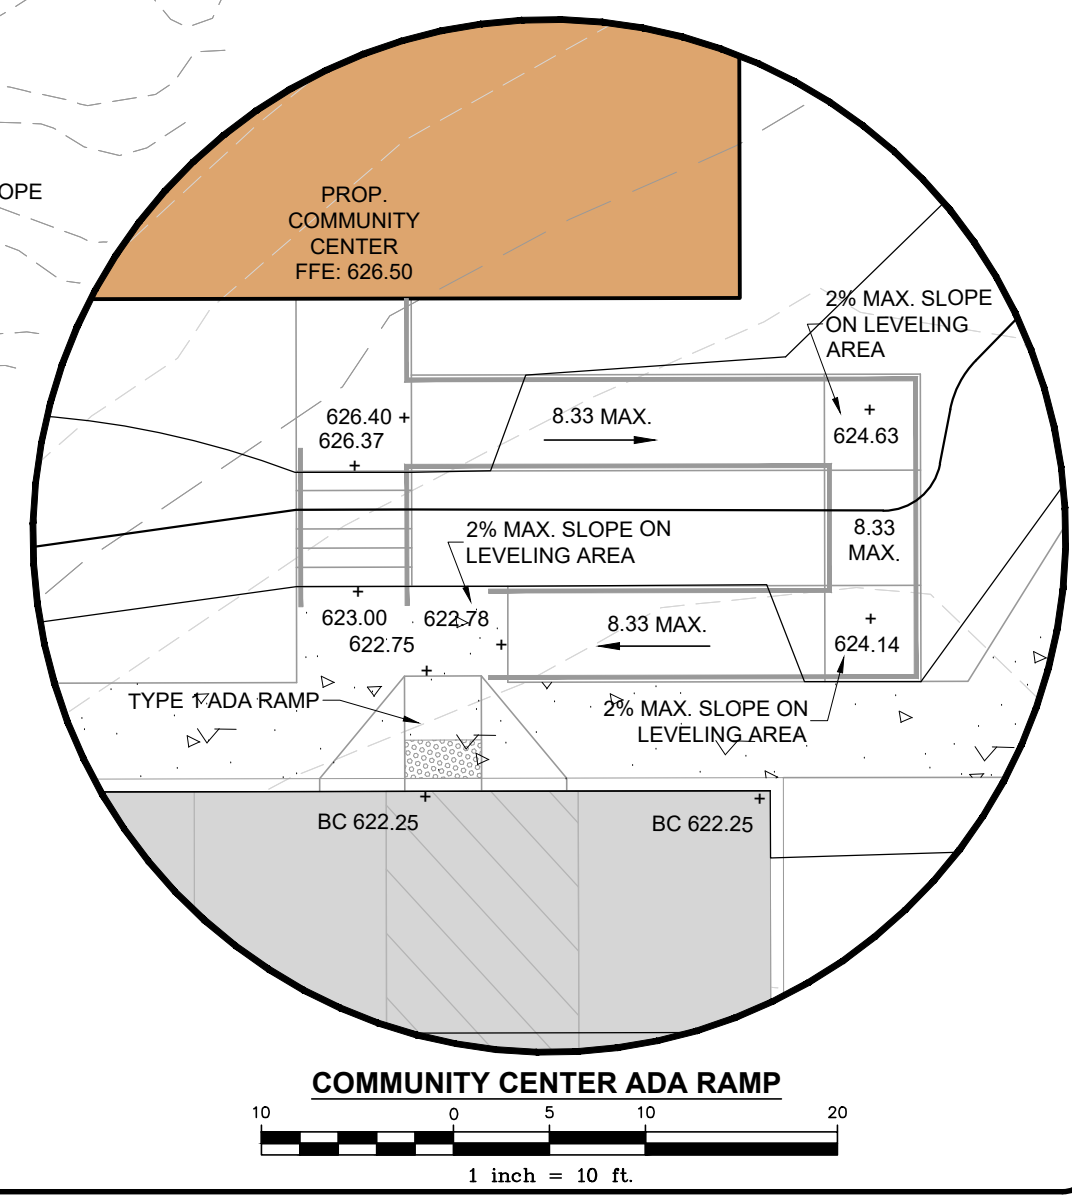 OPE
PROP.
COMMUNITY
CENTER
FFE: 626.50
2% MAX. SLOPE
ON LEVELING
AREA
626.40
626.37
8.33 MAX.
624.63
2% MAX. SLOPE ON
LEVELING AREA
8.33
MAX.
623.00
622.78
622.75
8.33 MAX.
624.14
TYPE 1 ADA RAMP
2% MAX. SLOPE ON
LEVELING AREA
BC 622.25
BC 622.25
COMMUNITY CENTER ADA RAMP
10 0 5 10 20
1 inch = 10 ft.